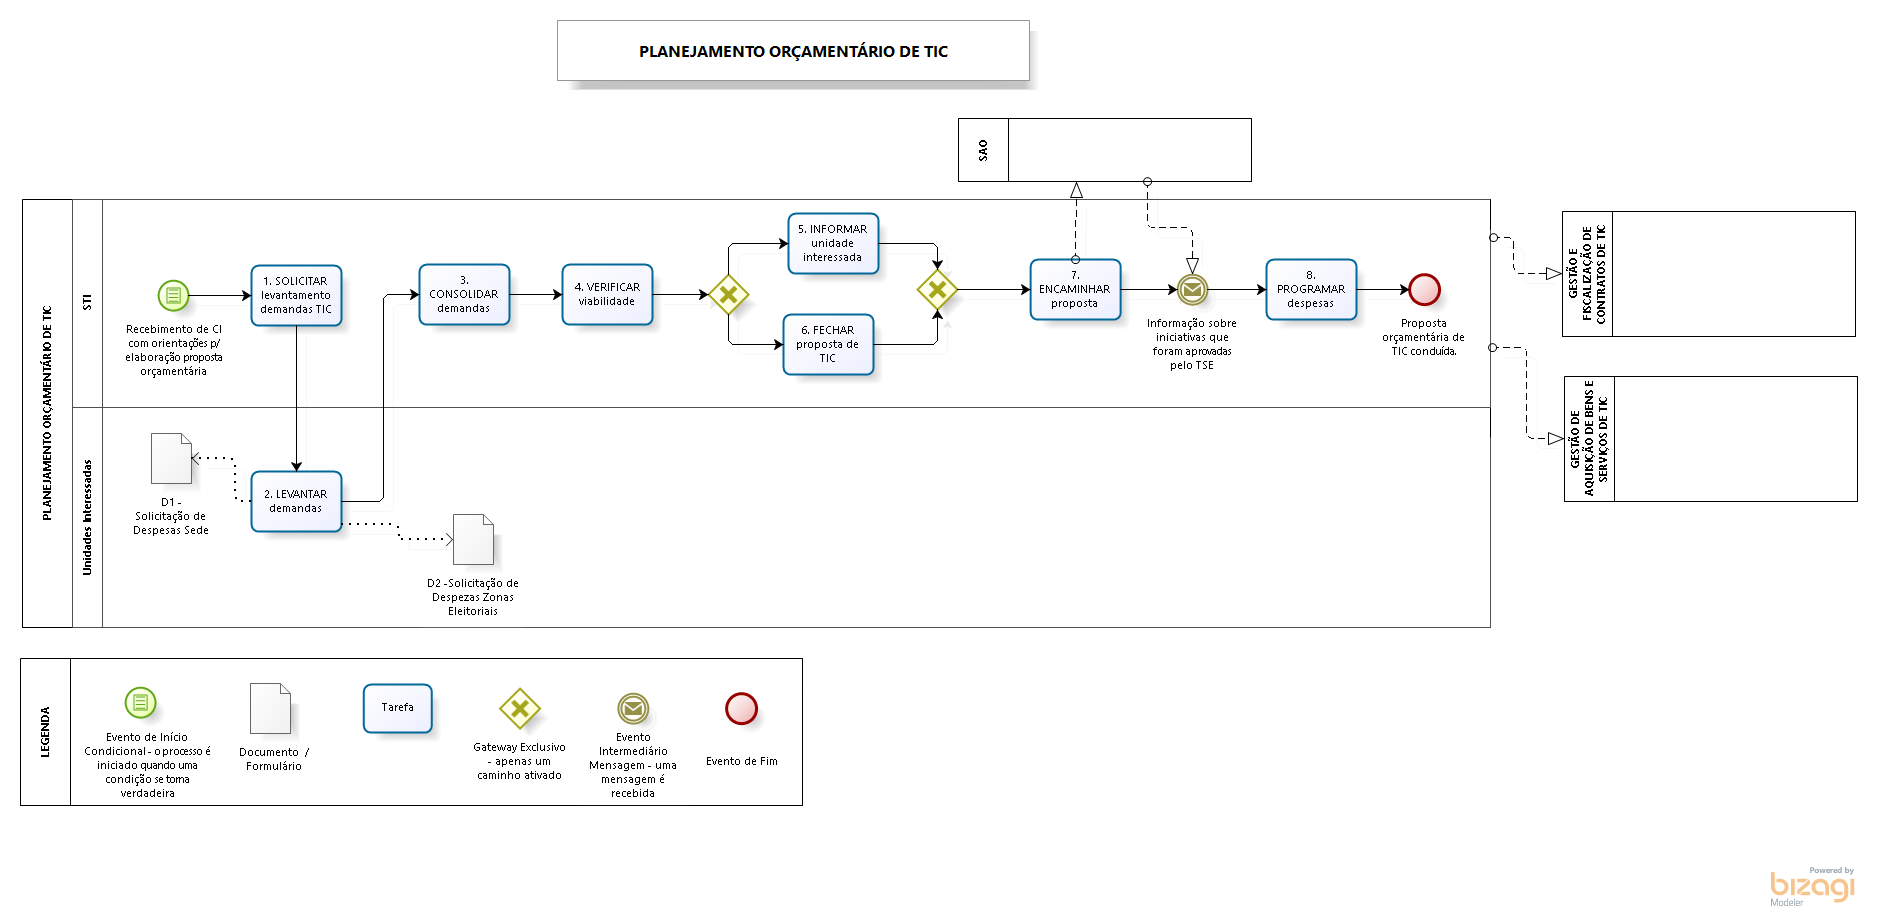 PLANEJAMENTO ORÇAMENTÁRIO DE TIC
SAO
PLANEJAMENTO ORÇAMENTÁRIO DE TIC
STI
Recebimento de CI
com orientações p/
elaboração proposta
orçamentária
1. SOLICITAR
levantamento
demandas TIC
3.
CONSOLIDAR
demandas
4. VERIFICAR
viabilidade
5. INFORMAR
unidade
interessada
6. FECHAR
proposta de
TIC
7.
ENCAMINHAR
proposta
Informação sobre
iniciativas que
foram aprovadas
pelo TSE
8.
PROGRAMAR
despesas
Proposta
orçamentária de
TIC concluída.
GESTÃO E
FISCALIZAÇÃO DE
CONTRATOS DE TIC
GESTÃO DE
AQUISIÇÃO DE BENS E
SERVIÇOS DE TIC
Unidades Interessadas
D1 -
Solicitação de
Despesas Sede
2. LEVANTAR
demandas
D2 -Solicitação de
Despezas Zonas
Eleitoriais
LEGENDA
Evento de Início
Condicional - o processo é
iniciado quando uma
condição se torna
verdadeira
Documento /
Formulário
Tarefa
Gateway Exclusivo
- apenas um
caminho ativado
Evento
Intermediário
Mensagem - uma
mensagem é
recebida
Evento de Fim
Powered by
bizagi
Modeler